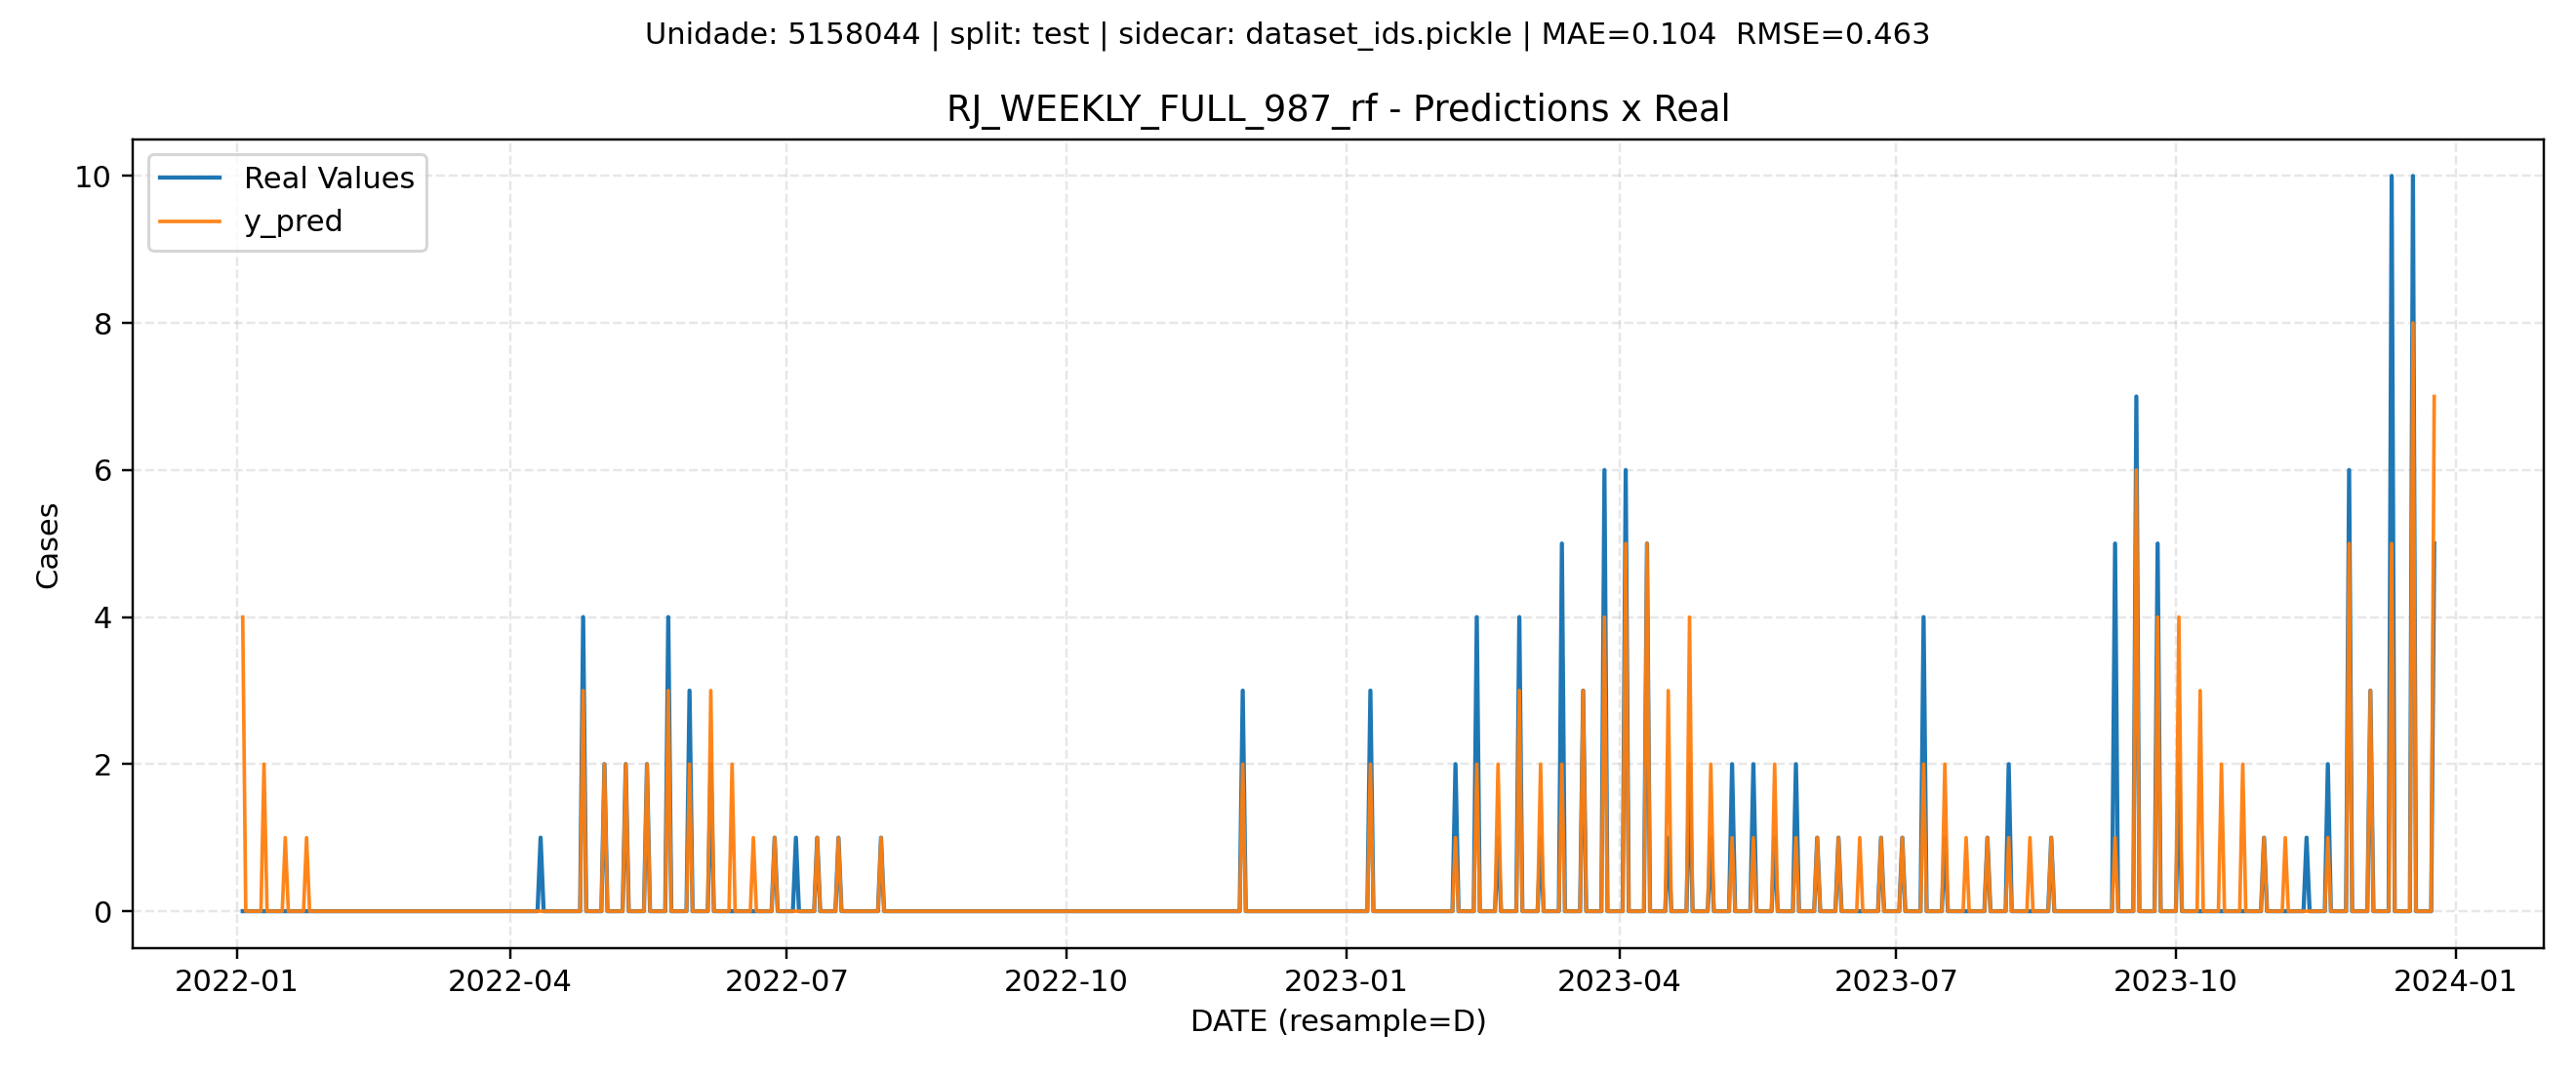 Unidade: 5158044 | split: test | sidecar: dataset_ids.pickle | MAE=0.104  RMSE=0.463
RJ_WEEKLY_FULL_987_rf - Predictions x Real
Real Values
y_pred
10
8
6
4
2
0
Cases
2022-01
2022-04
2022-07
2022-10
2023-01
2023-04
2023-07
2023-10
2024-01
DATE (resample=D)